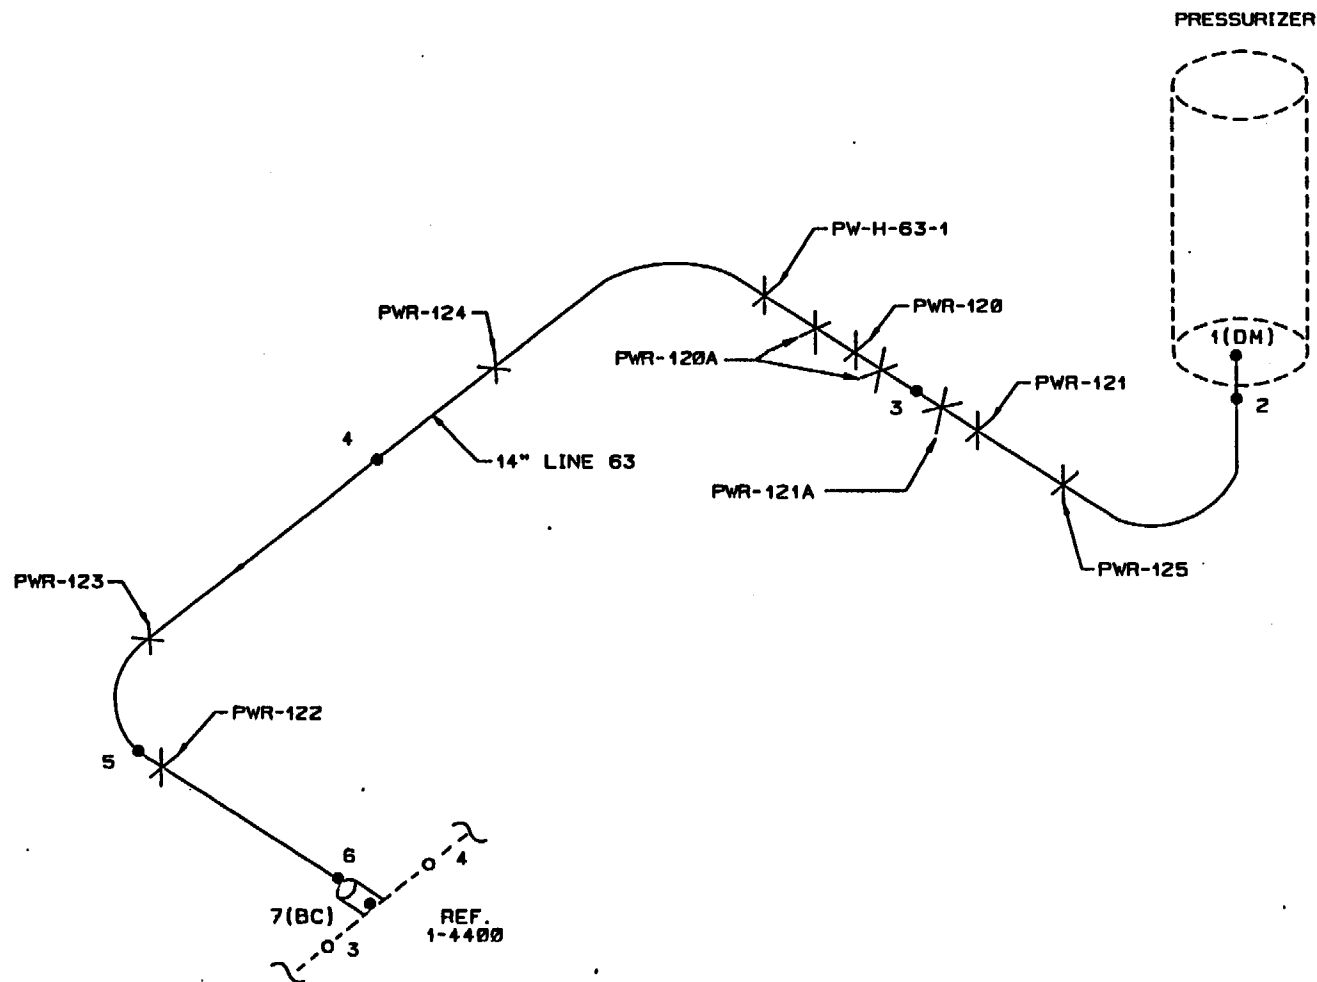 PRESSURIZER
PW-H-63-1
PWR-124
PWR-120
PWR-120A
1(DM)
PWR-121
3
2
4
14" LINE 63
PWR-121A
PWR-125
PWR-123
PWR-122
5
6
4
7(BC)
REF.
1-4400
3